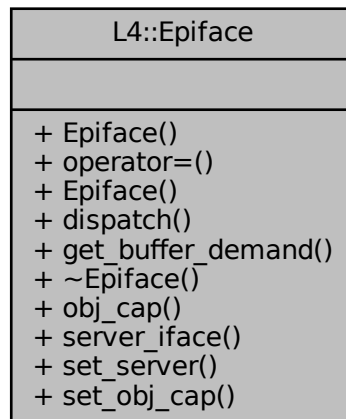 L4::Epiface
+ Epiface()
+ operator=()
+ Epiface()
+ dispatch()
+ get_buffer_demand()
+ ~Epiface()
+ obj_cap()
+ server_iface()
+ set_server()
+ set_obj_cap()